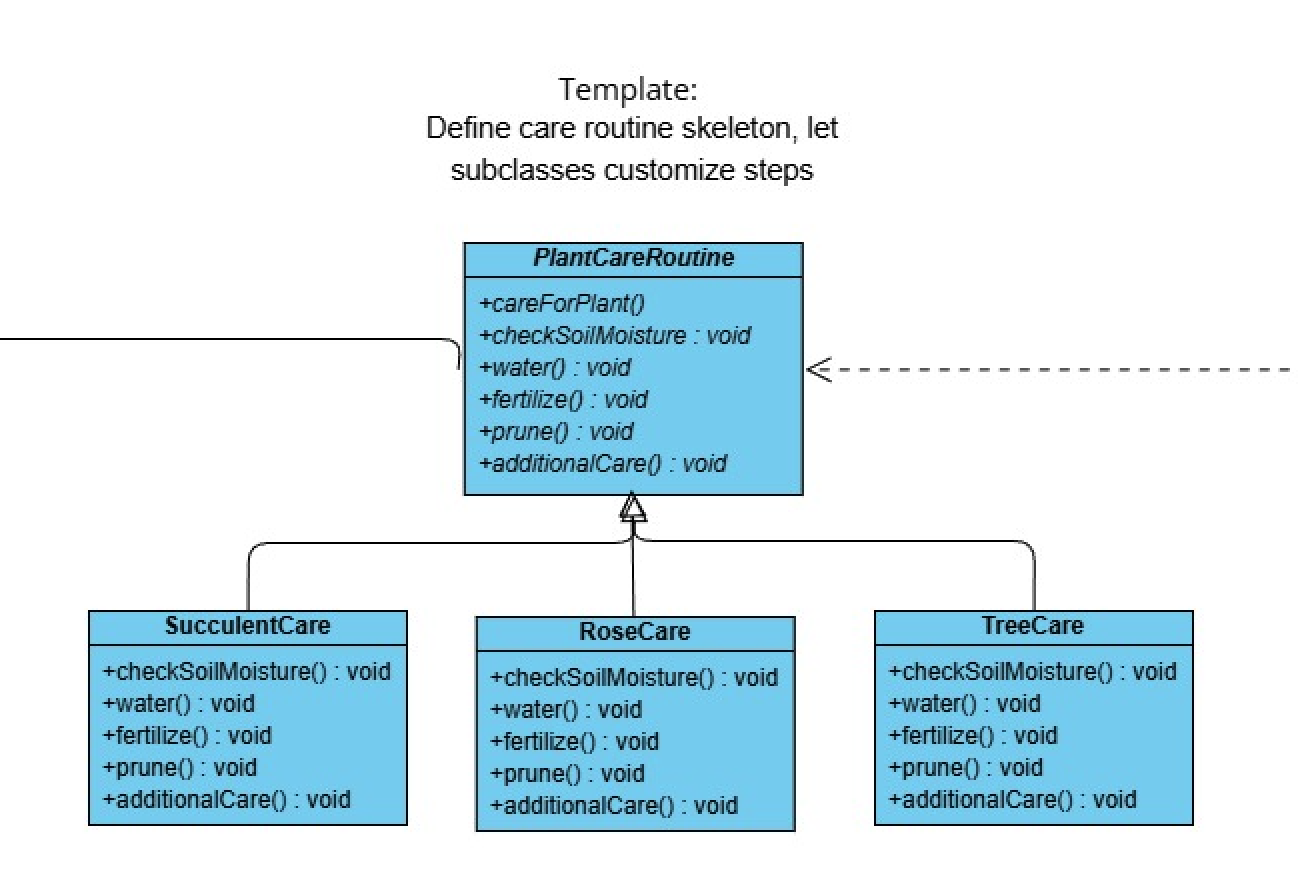 Template:
Define care routine skeleton, let
subclasses customize steps
PlantCareRoutine
+careForPlant()
+checkSoilMoisture : void
+water() : void
+fertilize() : void
+prune() : void
+additionalCare() : void
SucculentCare
+checkSoilMoisture() : void
+water() : void
+fertilize() : void
+prune() : void
+additionalCare() : void
RoseCare
+checkSoilMoisture() : void
+water() : void
+fertilize() : void
+prune() : void
+additionalCare() : void
TreeCare
+checkSoilMoisture() : void
+water() : void
+fertilize() : void
+prune() : void
+additionalCare() : void